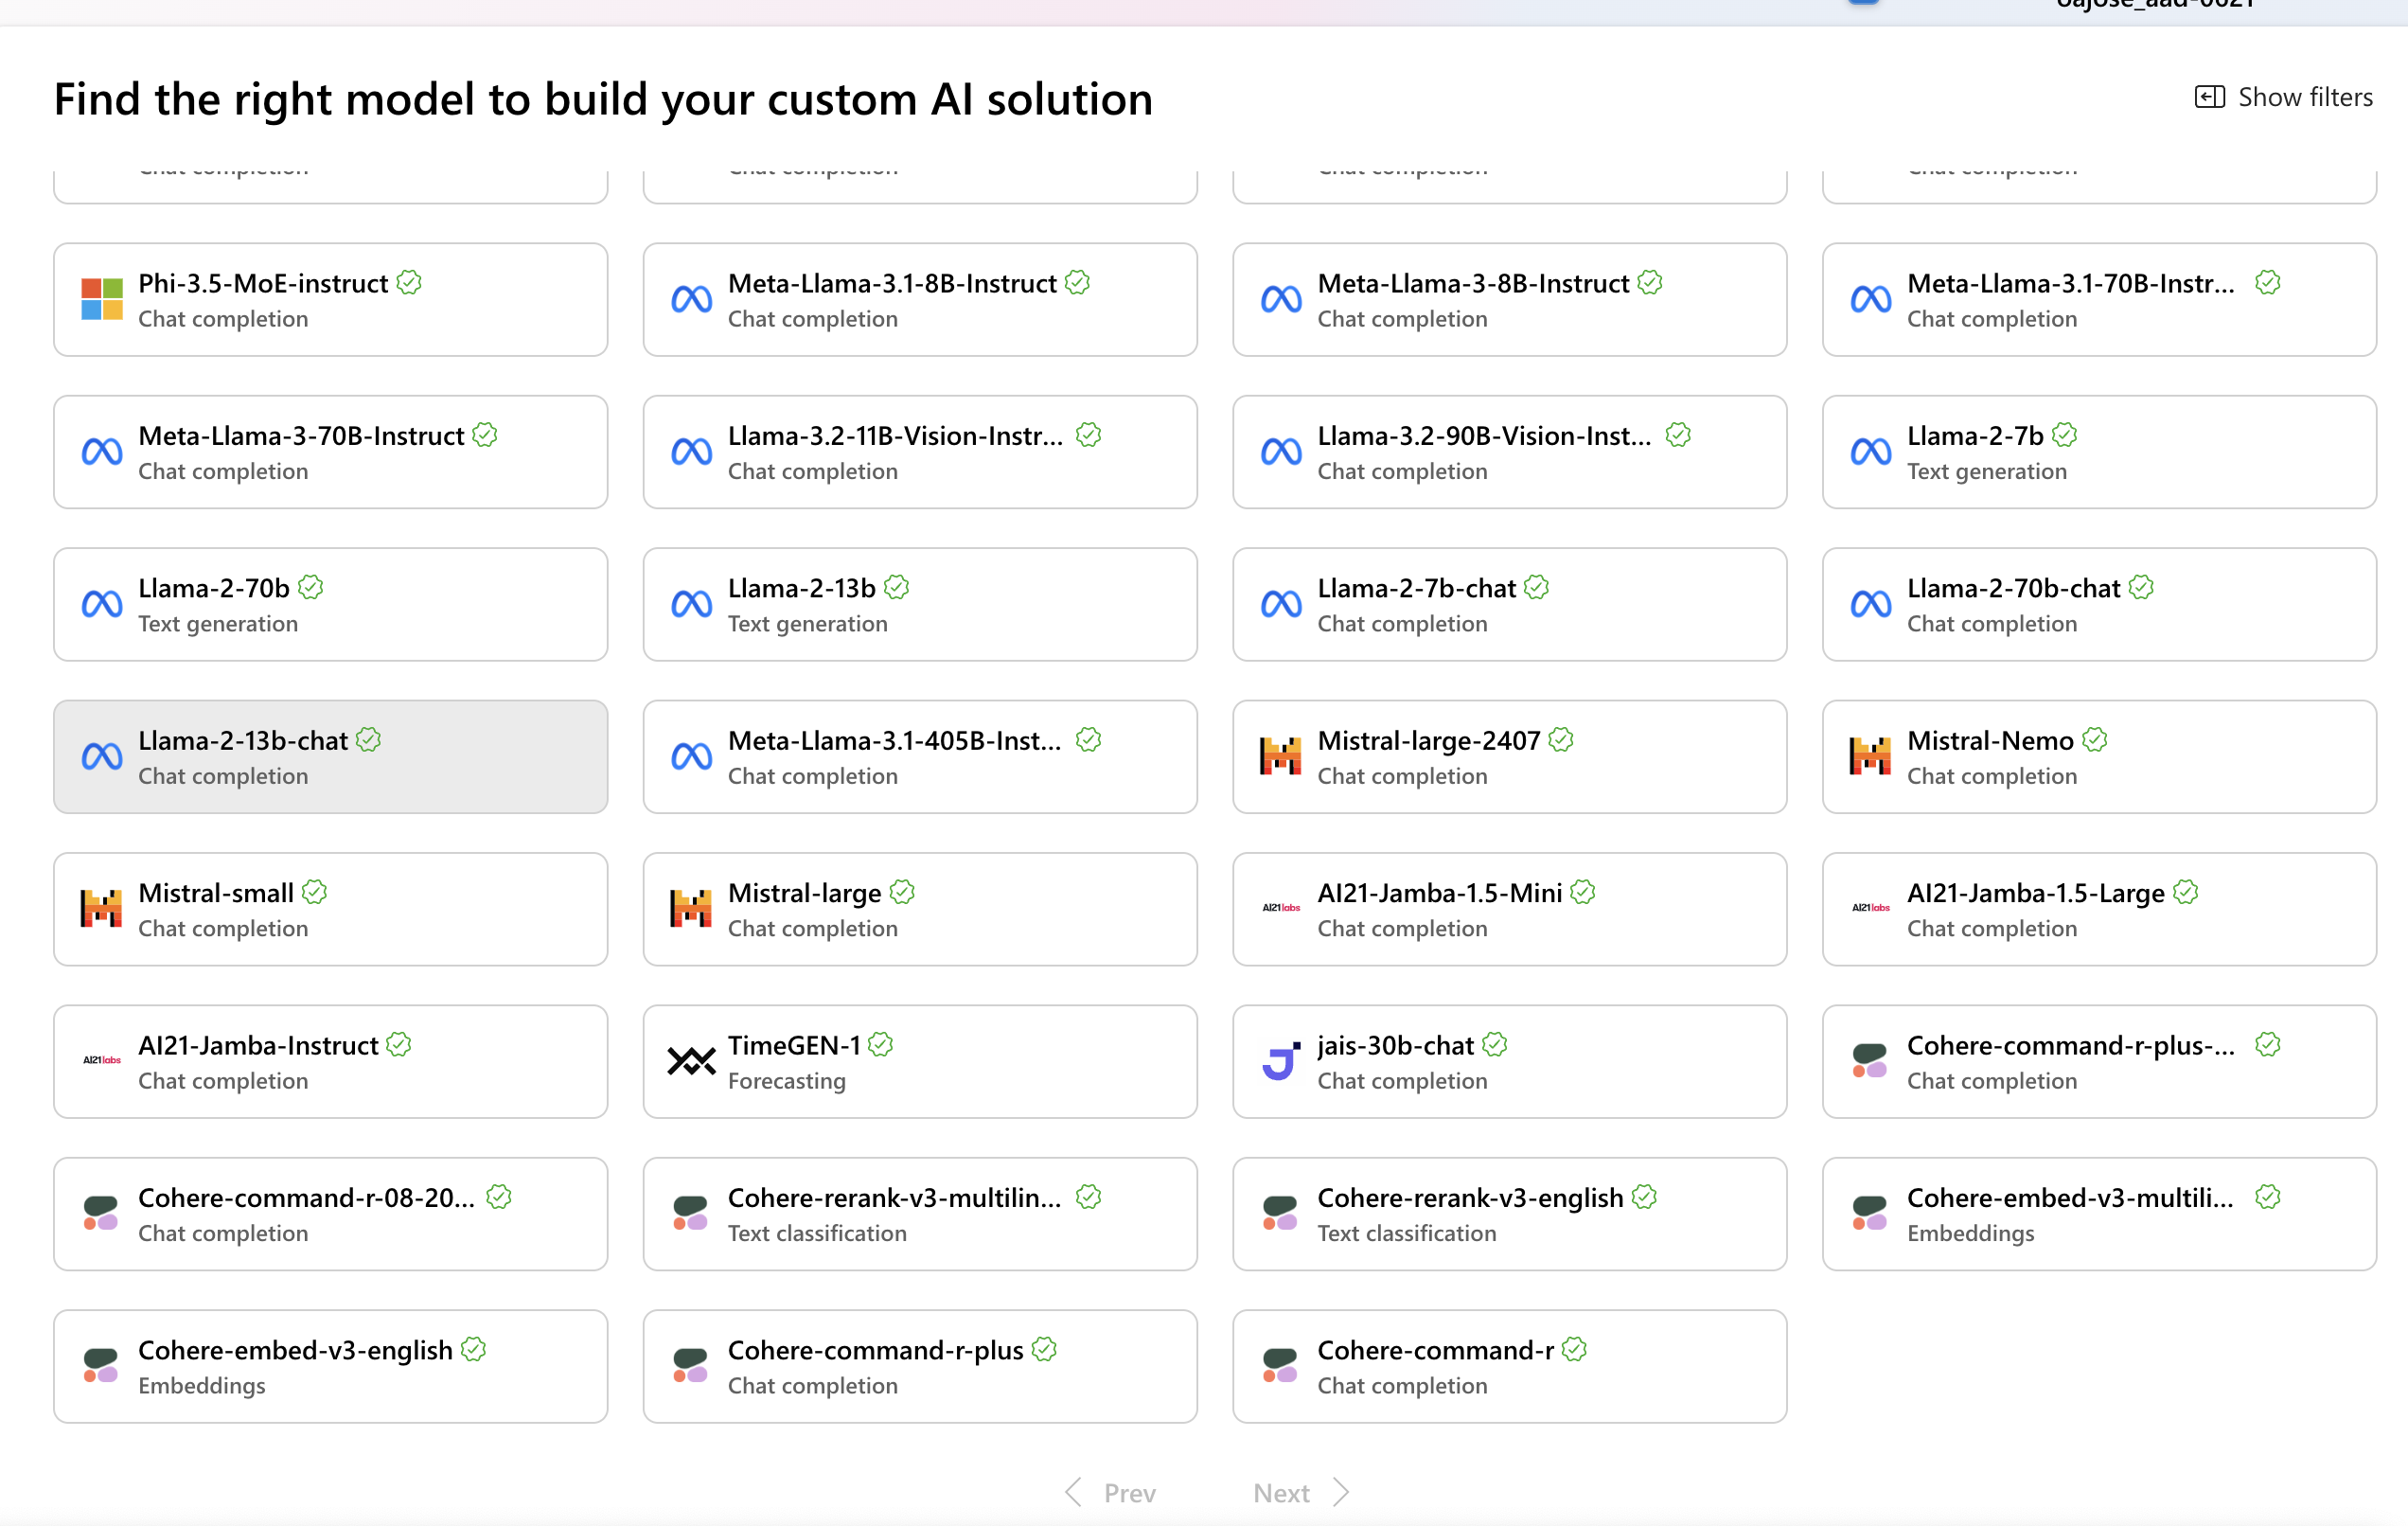 Find the right model to build your custom AI solution
Show filters
Chat completion
Chat completion
Chat completion
Chat completion
Phi-3.5-MoE-instruct
Chat completion
Meta-Llama-3.1-8B-Instruct
Chat completion
Meta-Llama-3-8B-Instruct
Chat completion
Meta-Llama-3.1-70B-Instr...
Chat completion
Meta-Llama-3-70B-Instruct
Chat completion
Llama-3.2-11B-Vision-Instr...
Chat completion
Llama-3.2-90B-Vision-Inst...
Chat completion
Llama-2-7b
Text generation
Llama-2-70b
Text generation
Llama-2-13b
Text generation
Llama-2-7b-chat
Chat completion
Llama-2-70b-chat
Chat completion
Llama-2-13b-chat
Chat completion
Meta-Llama-3.1-405B-Inst...
Chat completion
Mistral-large-2407
Chat completion
Mistral-Nemo
Chat completion
Mistral-small
Chat completion
Mistral-large
Chat completion
AI21labs
AI21-Jamba-1.5-Mini
Chat completion
AI21labs
AI21-Jamba-1.5-Large
Chat completion
AI21labs
AI21-Jamba-Instruct
Chat completion
TimeGEN-1
Forecasting
jais-30b-chat
Chat completion
Cohere-command-r-plus-...
Chat completion
Cohere-command-r-08-20...
Chat completion
Cohere-rerank-v3-multilin...
Text classification
Cohere-rerank-v3-english
Text classification
Cohere-embed-v3-multili...
Embeddings
Cohere-embed-v3-english
Embeddings
Cohere-command-r-plus
Chat completion
Cohere-command-r
Chat completion
Prev
Next